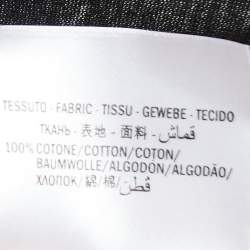 TESSUTO - FABRIC - TISSU - GEWEBE - TECIDO
ТКАНЬ - 表地 - 面料 - قماش
100% COTONE/COTTON/COTON/
BAUMWOLLE/ALGODON/ALGODÃO/
ХЛОПОК/綿/棉/قطن